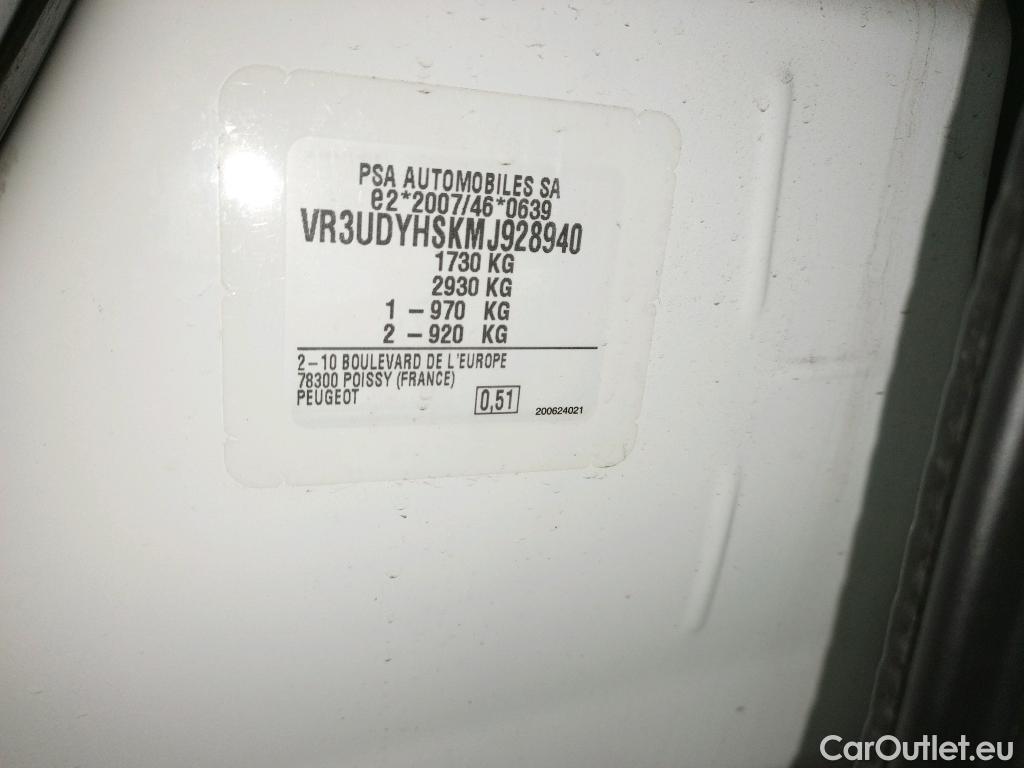 PSA AUTOMOBILES SA
e2*2007/46*0639
VR3UDYHSKMJ928940
1730 KG
2930 KG
1 – 970 KG
2 – 920 KG
2–10 BOULEVARD DE L'EUROPE
78300 POISSY (FRANCE)
PEUGEOT
0,51
200624021
CarOutlet.eu